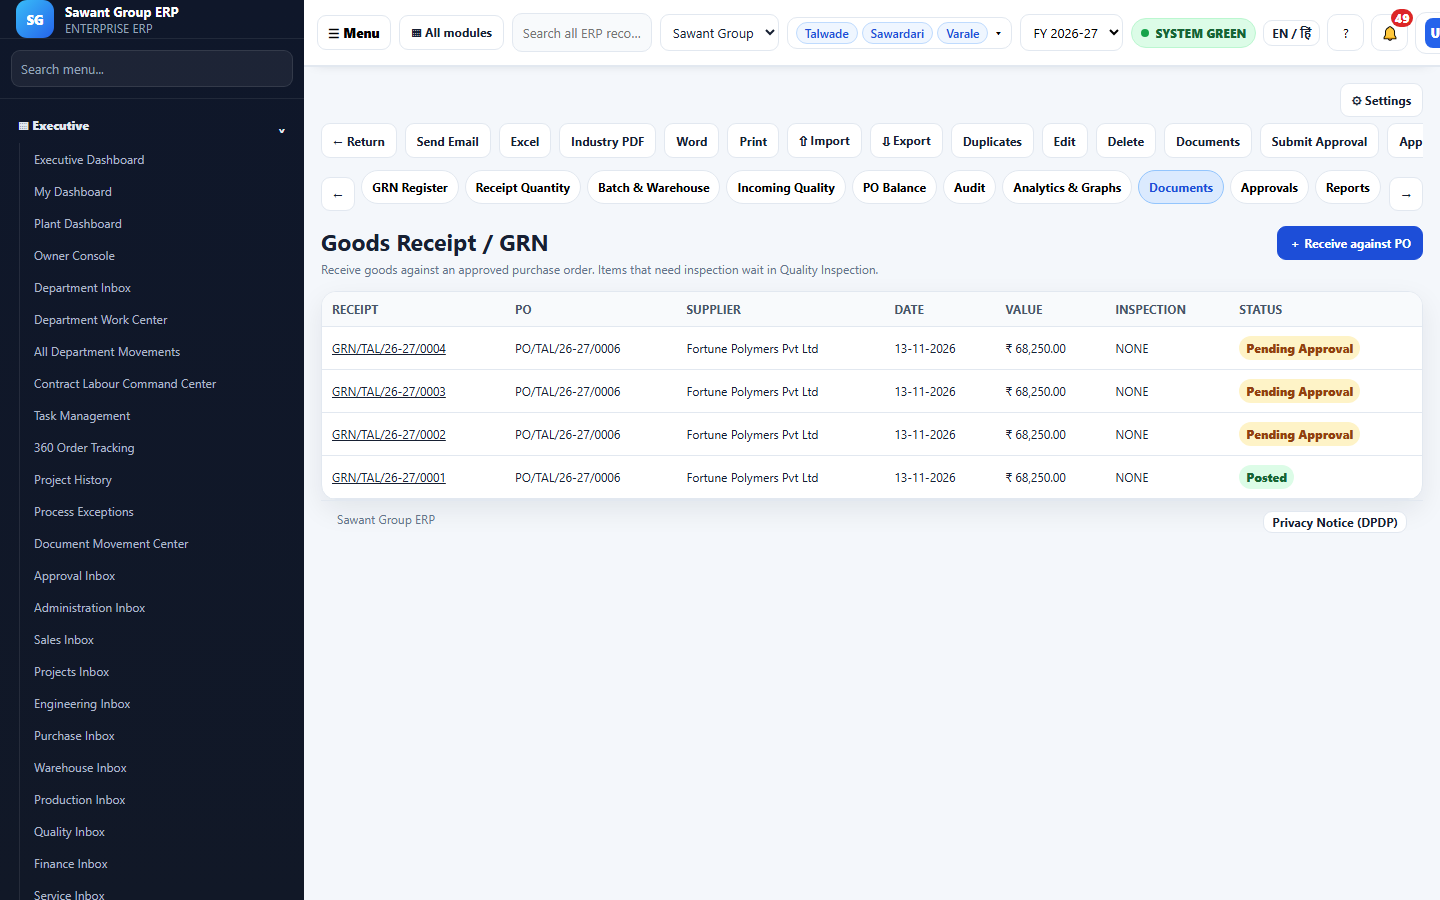 SG
Sawant Group ERP
ENTERPRISE ERP
Search menu...
Executive
Executive Dashboard
My Dashboard
Plant Dashboard
Owner Console
Department Inbox
Department Work Center
All Department Movements
Contract Labour Command Center
Task Management
360 Order Tracking
Project History
Process Exceptions
Document Movement Center
Approval Inbox
Administration Inbox
Sales Inbox
Projects Inbox
Engineering Inbox
Purchase Inbox
Warehouse Inbox
Production Inbox
Quality Inbox
Finance Inbox
Service Inbox
☰ Menu
All modules
Search all ERP reco...
Sawant Group
Talwade Sawardari Varale
FY 2026-27
SYSTEM GREEN
EN / हिं
?
49
U
⚙ Settings
← Return Send Email Excel Industry PDF Word Print ⇧ Import ⇩ Export Duplicates Edit Delete Documents Submit Approval App
← GRN Register Receipt Quantity Batch & Warehouse Incoming Quality PO Balance Audit Analytics & Graphs Documents Approvals Reports →
Goods Receipt / GRN
+ Receive against PO
Receive goods against an approved purchase order. Items that need inspection wait in Quality Inspection.
RECEIPT PO SUPPLIER DATE VALUE INSPECTION STATUS
GRN/TAL/26-27/0004 PO/TAL/26-27/0006 Fortune Polymers Pvt Ltd 13-11-2026 ₹ 68,250.00 NONE Pending Approval
GRN/TAL/26-27/0003 PO/TAL/26-27/0006 Fortune Polymers Pvt Ltd 13-11-2026 ₹ 68,250.00 NONE Pending Approval
GRN/TAL/26-27/0002 PO/TAL/26-27/0006 Fortune Polymers Pvt Ltd 13-11-2026 ₹ 68,250.00 NONE Pending Approval
GRN/TAL/26-27/0001 PO/TAL/26-27/0006 Fortune Polymers Pvt Ltd 13-11-2026 ₹ 68,250.00 NONE Posted
Sawant Group ERP
Privacy Notice (DPDP)